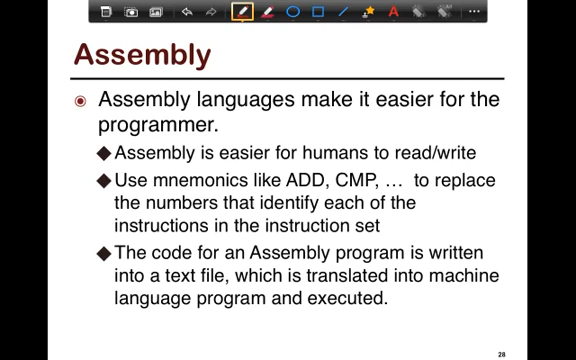 Assembly
Assembly languages make it easier for the
programmer.
Assembly is easier for humans to read/write
Use mnemonics like ADD, CMP, … to replace
the numbers that identify each of the
instructions in the instruction set
The code for an Assembly program is written
into a text file, which is translated into machine
language program and executed.
28